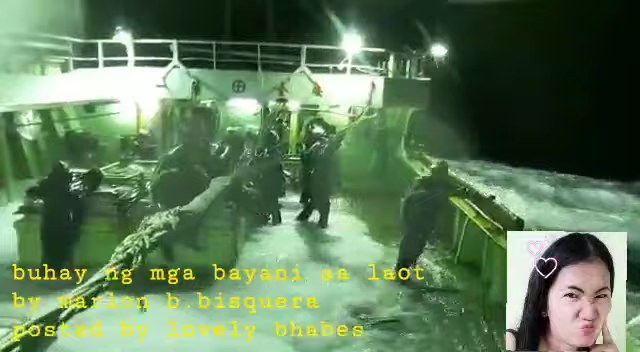 buhay ng mga bayani sa laot
by marlon b.bisquera
posted by lovely bhabes